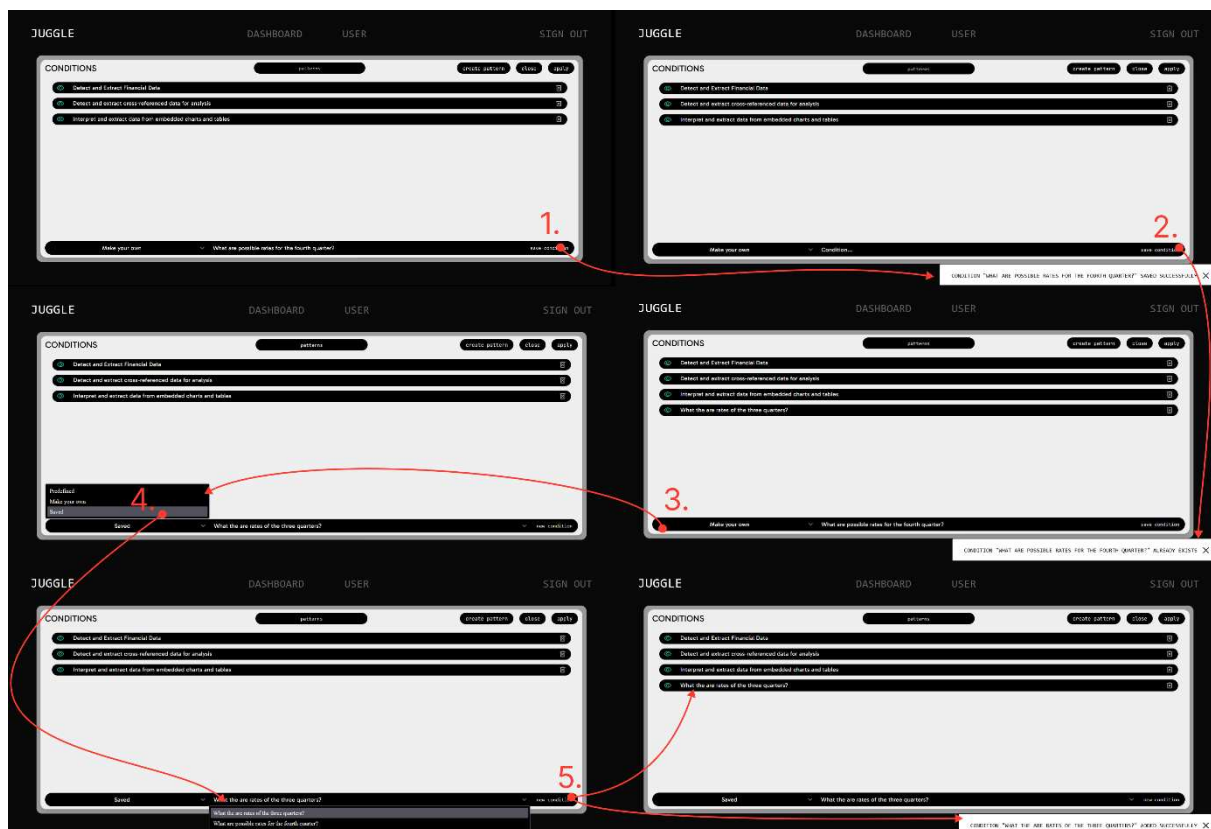 JUGGLE DASHBOARD USER SIGN OUT
CONDITIONS patterns create pattern close apply
Detect and Extract Financial Data
Detect and extract cross-referenced data for analysis
Interpret and extract data from embedded charts and tables
1.
Make your own What are possible rates for the fourth quarter? save condition
JUGGLE DASHBOARD USER SIGN OUT
CONDITIONS patterns create pattern close apply
Detect and Extract Financial Data
Detect and extract cross-referenced data for analysis
Interpret and extract data from embedded charts and tables
2.
Make your own Condition... save condition
CONDITION "WHAT ARE POSSIBLE RATES FOR THE FOURTH QUARTER?" SAVED SUCCESSFULLY X
JUGGLE DASHBOARD USER SIGN OUT
CONDITIONS patterns create pattern close apply
Detect and Extract Financial Data
Detect and extract cross-referenced data for analysis
Interpret and extract data from embedded charts and tables
Predefined
Make your own
Saved
4.
Saved What the are rates of the three quarters? new condition
JUGGLE DASHBOARD USER SIGN OUT
CONDITIONS patterns create pattern close apply
Detect and Extract Financial Data
Detect and extract cross-referenced data for analysis
Interpret and extract data from embedded charts and tables
What the are rates of the three quarters?
3.
Make your own What are possible rates for the fourth quarter? save condition
CONDITION "WHAT ARE POSSIBLE RATES FOR THE FOURTH QUARTER?" ALREADY EXISTS X
JUGGLE DASHBOARD USER SIGN OUT
CONDITIONS patterns create pattern close apply
Detect and Extract Financial Data
Detect and extract cross-referenced data for analysis
Interpret and extract data from embedded charts and tables
5.
Saved What the are rates of the three quarters? new condition
What the are rates of the three quarters?
What are possible rates for the fourth quarter?
JUGGLE DASHBOARD USER SIGN OUT
CONDITIONS patterns create pattern close apply
Detect and Extract Financial Data
Detect and extract cross-referenced data for analysis
Interpret and extract data from embedded charts and tables
What the are rates of the three quarters?
Saved What the are rates of the three quarters? new condition
CONDITION "WHAT THE ARE RATES OF THE THREE QUARTERS?" ADDED SUCCESSFULLY X